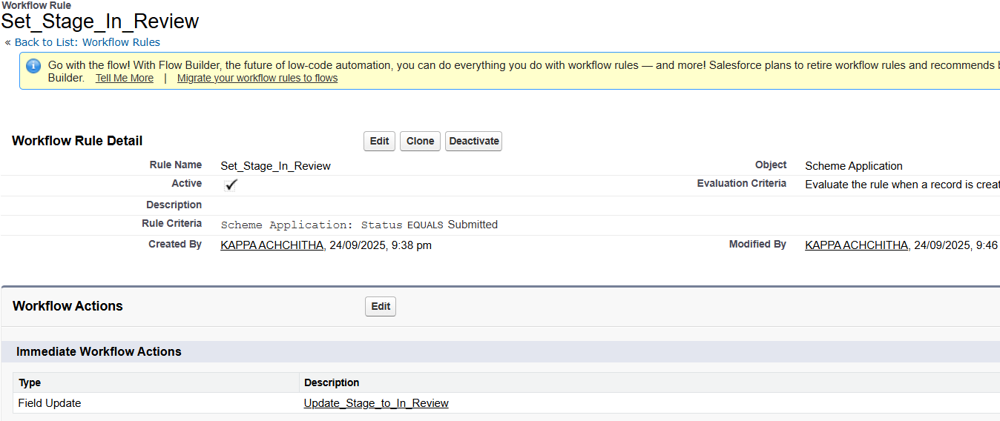 Workflow Rule
Set_Stage_In_Review
« Back to List: Workflow Rules
Go with the flow! With Flow Builder, the future of low-code automation, you can do everything you do with workflow rules — and more! Salesforce plans to retire workflow rules and recommends
Builder. Tell Me More | Migrate your workflow rules to flows
Workflow Rule Detail Edit Clone Deactivate
Rule Name Set_Stage_In_Review Object Scheme Application
Active Evaluation Criteria Evaluate the rule when a record is creat
Description
Rule Criteria Scheme Application: Status EQUALS Submitted
Created By KAPPA ACHCHITHA, 24/09/2025, 9:38 pm Modified By KAPPA ACHCHITHA, 24/09/2025, 9:46
Workflow Actions Edit
Immediate Workflow Actions
Type Description
Field Update Update_Stage_to_In_Review